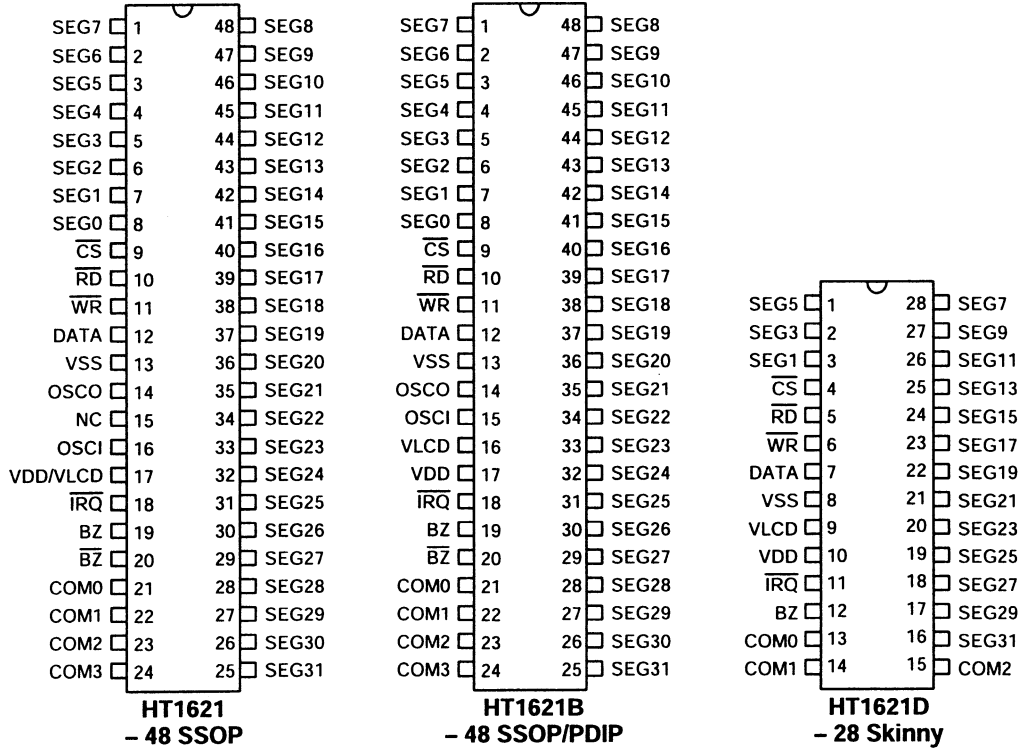 SEG7 1 48 SEG8
SEG6 2 47 SEG9
SEG5 3 46 SEG10
SEG4 4 45 SEG11
SEG3 5 44 SEG12
SEG2 6 43 SEG13
SEG1 7 42 SEG14
SEG0 8 41 SEG15
CS 9 40 SEG16
RD 10 39 SEG17
WR 11 38 SEG18
DATA 12 37 SEG19
VSS 13 36 SEG20
OSCO 14 35 SEG21
NC 15 34 SEG22
OSCI 16 33 SEG23
VDD/VLCD 17 32 SEG24
IRQ 18 31 SEG25
BZ 19 30 SEG26
BZ 20 29 SEG27
COM0 21 28 SEG28
COM1 22 27 SEG29
COM2 23 26 SEG30
COM3 24 25 SEG31
HT1621
– 48 SSOP
SEG7 1 48 SEG8
SEG6 2 47 SEG9
SEG5 3 46 SEG10
SEG4 4 45 SEG11
SEG3 5 44 SEG12
SEG2 6 43 SEG13
SEG1 7 42 SEG14
SEG0 8 41 SEG15
CS 9 40 SEG16
RD 10 39 SEG17
WR 11 38 SEG18
DATA 12 37 SEG19
VSS 13 36 SEG20
OSCO 14 35 SEG21
OSCI 15 34 SEG22
VLCD 16 33 SEG23
VDD 17 32 SEG24
IRQ 18 31 SEG25
BZ 19 30 SEG26
BZ 20 29 SEG27
COM0 21 28 SEG28
COM1 22 27 SEG29
COM2 23 26 SEG30
COM3 24 25 SEG31
HT1621B
– 48 SSOP/PDIP
SEG5 1 28 SEG7
SEG3 2 27 SEG9
SEG1 3 26 SEG11
CS 4 25 SEG13
RD 5 24 SEG15
WR 6 23 SEG17
DATA 7 22 SEG19
VSS 8 21 SEG21
VLCD 9 20 SEG23
VDD 10 19 SEG25
IRQ 11 18 SEG27
BZ 12 17 SEG29
COM0 13 16 SEG31
COM1 14 15 COM2
HT1621D
– 28 Skinny